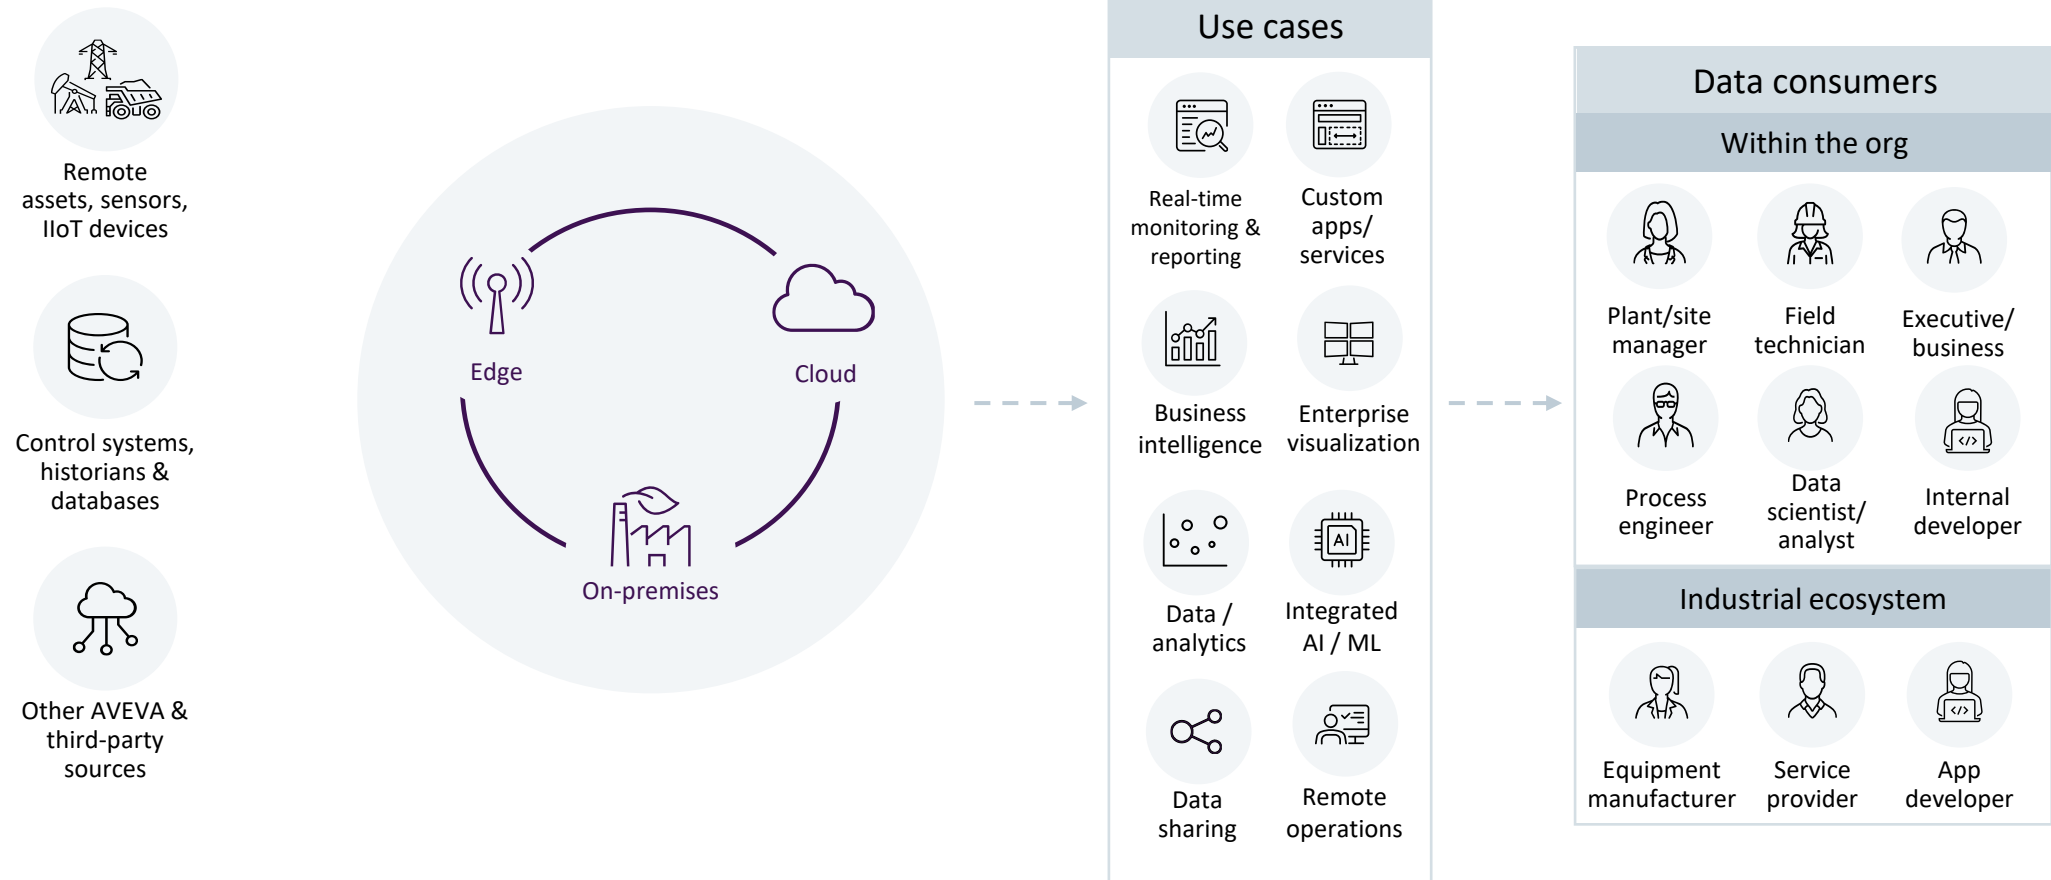 Remote
assets, sensors,
IIoT devices
Control systems,
historians &
databases
Other AVEVA &
third-party
sources
Edge
Cloud
On-premises
Use cases
Real-time
monitoring &
reporting
Custom
apps/
services
Business
intelligence
Enterprise
visualization
Data /
analytics
AI
Integrated
AI / ML
Data
sharing
Remote
operations
Data consumers
Within the org
Plant/site
manager
Field
technician
Executive/
business
Process
engineer
Data
scientist/
analyst
</>
Internal
developer
Industrial ecosystem
Equipment
manufacturer
Service
provider
</>
App
developer